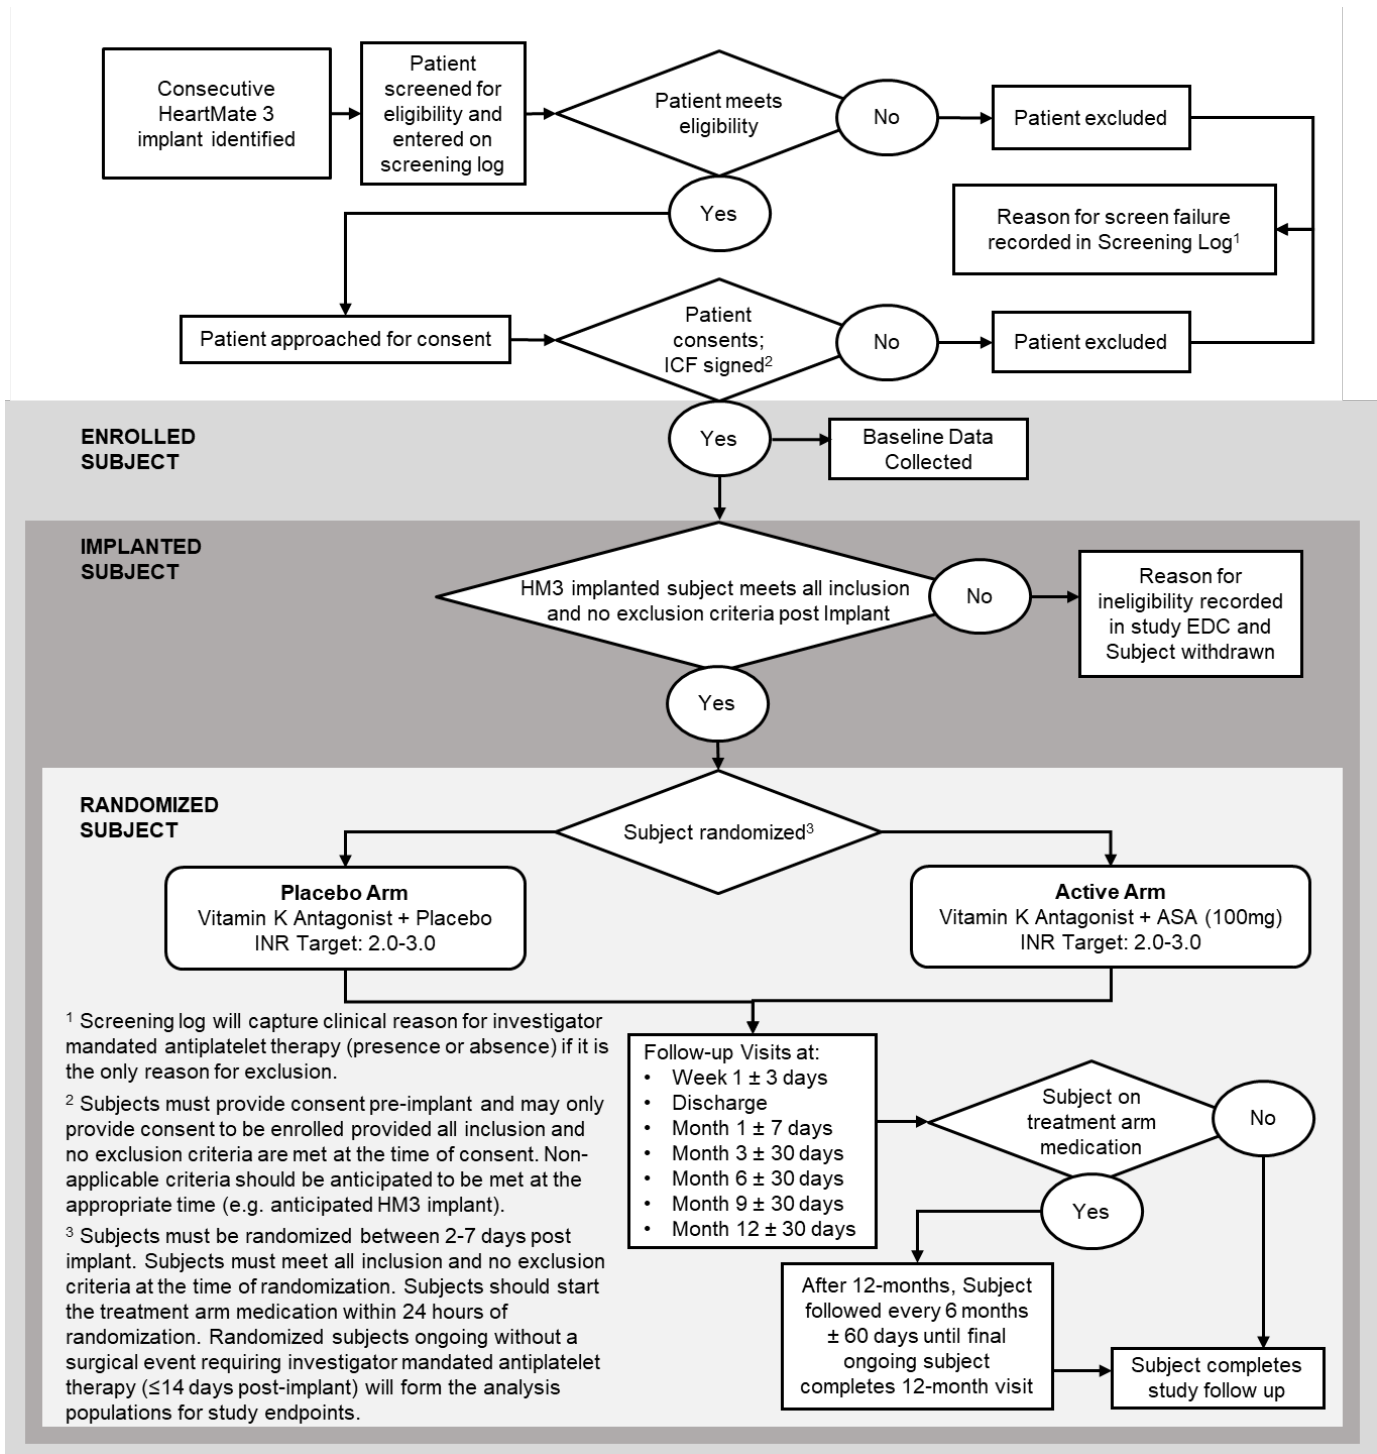 Consecutive
HeartMate 3
implant identified
Patient
screened for
eligibility and
entered on
screening log
Patient meets
eligibility
No
Patient excluded
Yes
Reason for screen failure
recorded in Screening Log¹
Patient approached for consent
Patient
consents;
ICF signed²
No
Patient excluded
ENROLLED
SUBJECT
Yes
Baseline Data
Collected
IMPLANTED
SUBJECT
HM3 implanted subject meets all inclusion
and no exclusion criteria post Implant
No
Reason for
ineligibility recorded
in study EDC and
Subject withdrawn
Yes
RANDOMIZED
SUBJECT
Subject randomized³
Placebo Arm
Vitamin K Antagonist + Placebo
INR Target: 2.0-3.0
Active Arm
Vitamin K Antagonist + ASA (100mg)
INR Target: 2.0-3.0
¹ Screening log will capture clinical reason for investigator
mandated antiplatelet therapy (presence or absence) if it is
the only reason for exclusion.
² Subjects must provide consent pre-implant and may only
provide consent to be enrolled provided all inclusion and
no exclusion criteria are met at the time of consent. Non-
applicable criteria should be anticipated to be met at the
appropriate time (e.g. anticipated HM3 implant).
³ Subjects must be randomized between 2-7 days post
implant. Subjects must meet all inclusion and no exclusion
criteria at the time of randomization. Subjects should start
the treatment arm medication within 24 hours of
randomization. Randomized subjects ongoing without a
surgical event requiring investigator mandated antiplatelet
therapy (≤14 days post-implant) will form the analysis
populations for study endpoints.
Follow-up Visits at:
• Week 1 ± 3 days
• Discharge
• Month 1 ± 7 days
• Month 3 ± 30 days
• Month 6 ± 30 days
• Month 9 ± 30 days
• Month 12 ± 30 days
Subject on
treatment arm
medication
No
Yes
After 12-months, Subject
followed every 6 months
± 60 days until final
ongoing subject
completes 12-month visit
Subject completes
study follow up